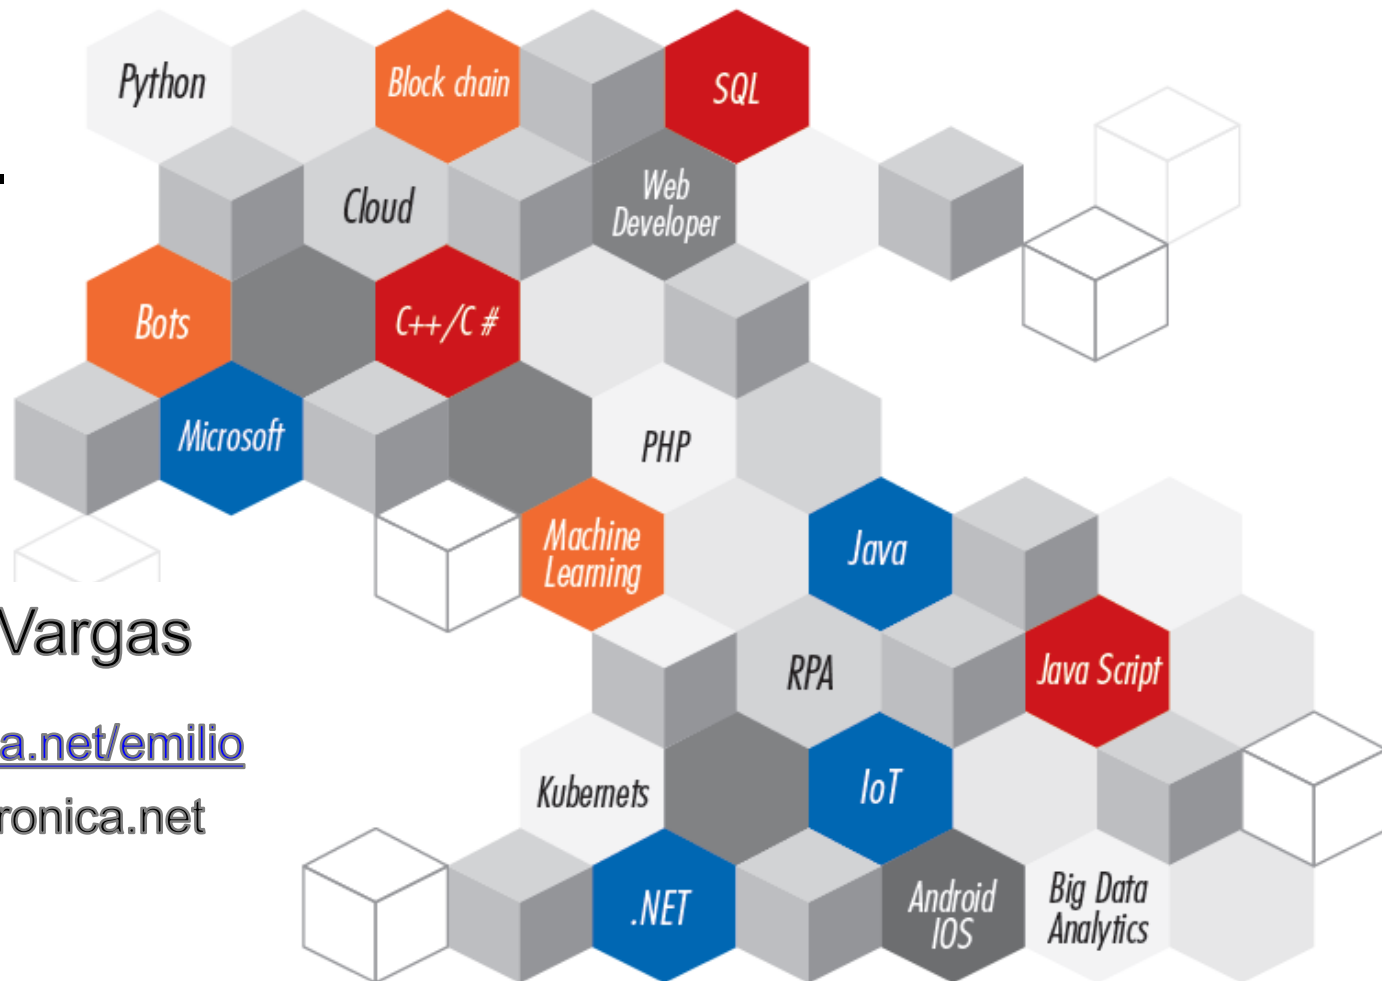 Python
Block chain
SQL
Cloud
Web
Developer
Bots
C++/C #
Microsoft
PHP
Machine
Learning
Java
Vargas
RPA
Java Script
a.net/emilio
Kubernets
IoT
ronica.net
.NET
Android
IOS
Big Data
Analytics